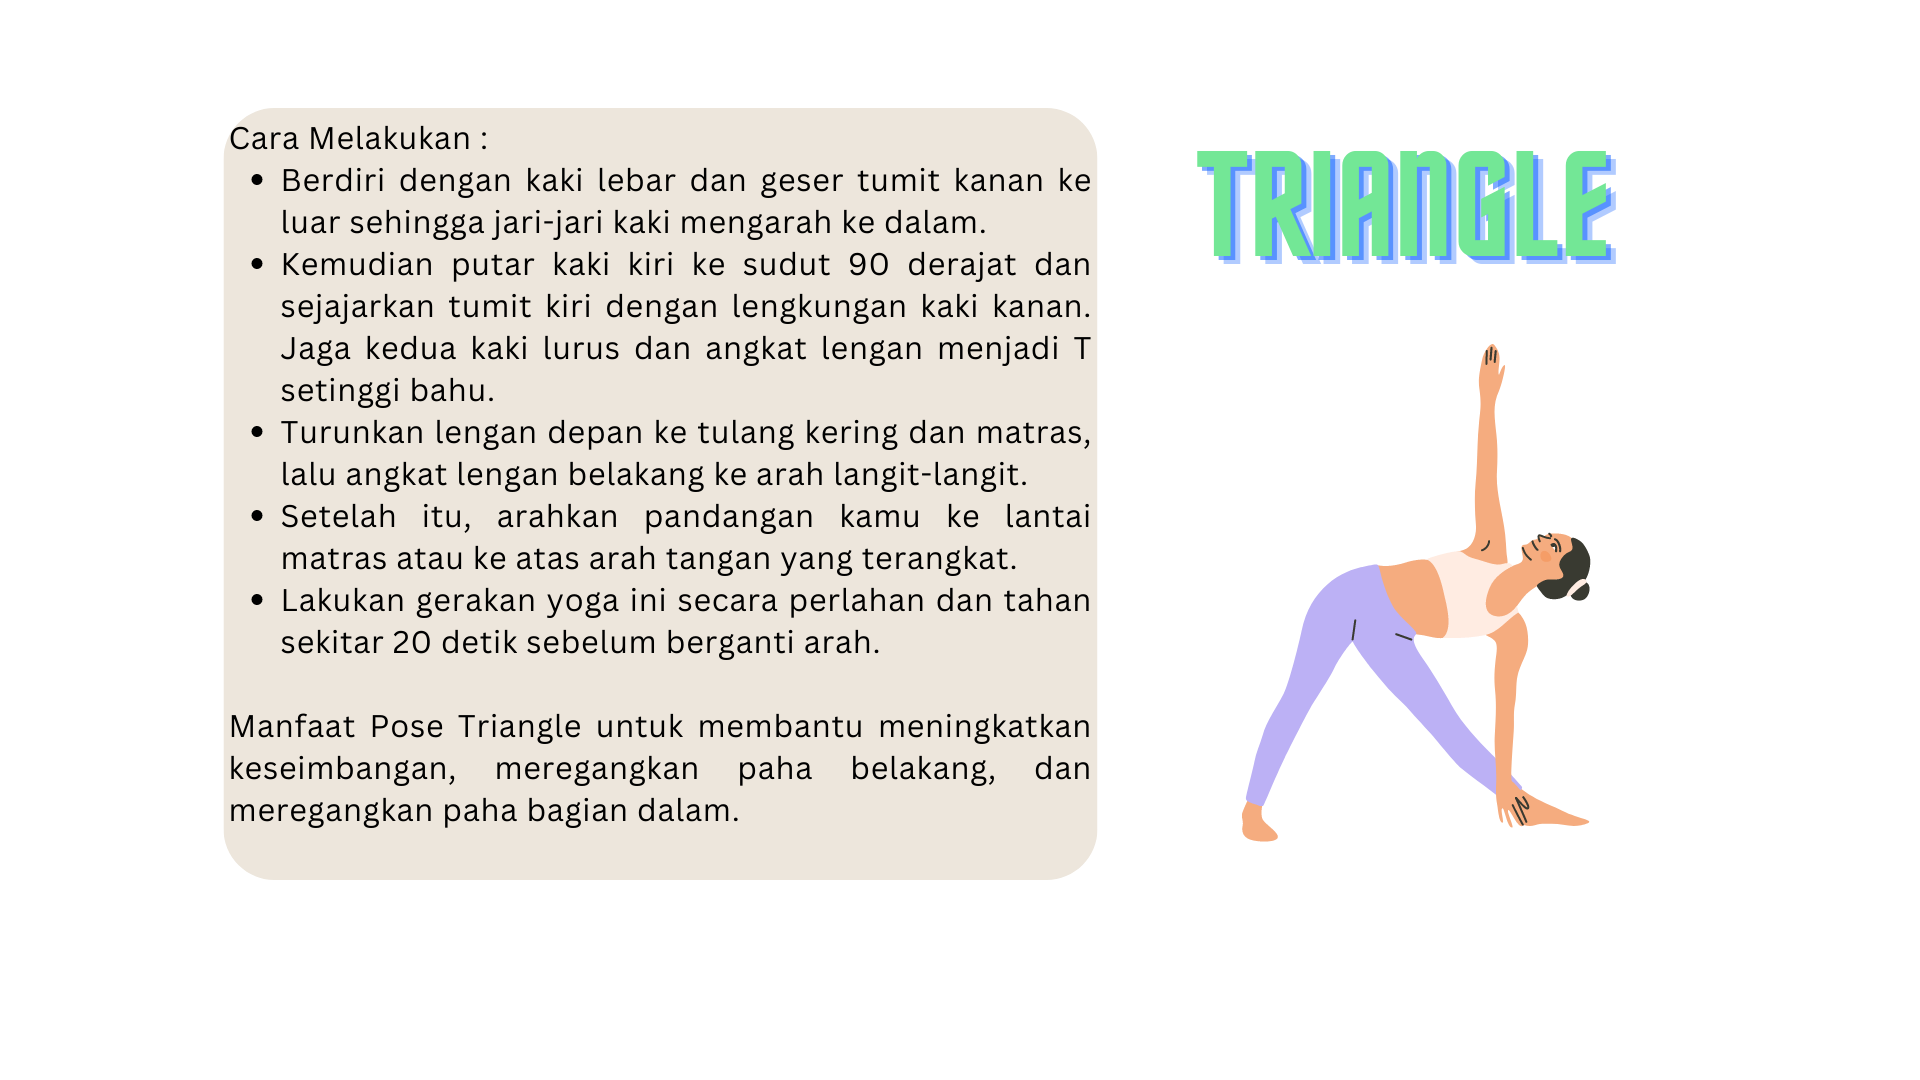 Cara Melakukan :
• Berdiri dengan kaki lebar dan geser tumit kanan ke
luar sehingga jari-jari kaki mengarah ke dalam.
• Kemudian putar kaki kiri ke sudut 90 derajat dan
sejajarkan tumit kiri dengan lengkungan kaki kanan.
Jaga kedua kaki lurus dan angkat lengan menjadi T
setinggi bahu.
• Turunkan lengan depan ke tulang kering dan matras,
lalu angkat lengan belakang ke arah langit-langit.
• Setelah itu, arahkan pandangan kamu ke lantai
matras atau ke atas arah tangan yang terangkat.
• Lakukan gerakan yoga ini secara perlahan dan tahan
sekitar 20 detik sebelum berganti arah.
Manfaat Pose Triangle untuk membantu meningkatkan
keseimbangan, meregangkan paha belakang, dan
meregangkan paha bagian dalam.
TRIANGLE